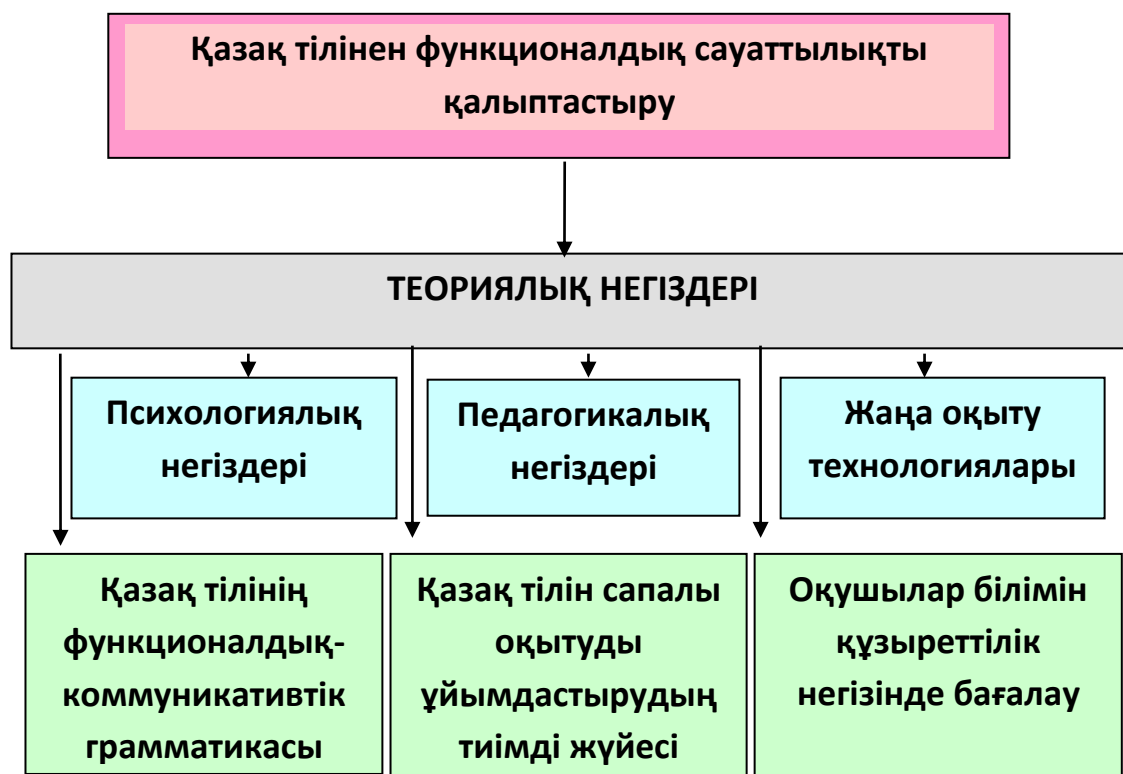 Қазақ тілінен функционалдық сауаттылықты
қалыптастыру
ТЕОРИЯЛЫҚ НЕГІЗДЕРІ
Психологиялық
негіздері
Педагогикалық
негіздері
Жаңа оқыту
технологиялары
Қазақ тілінің
функционалдық-
коммуникативтік
грамматикасы
Қазақ тілін сапалы
оқытуды
ұйымдастырудың
тиімді жүйесі
Оқушылар білімін
құзыреттілік
негізінде бағалау